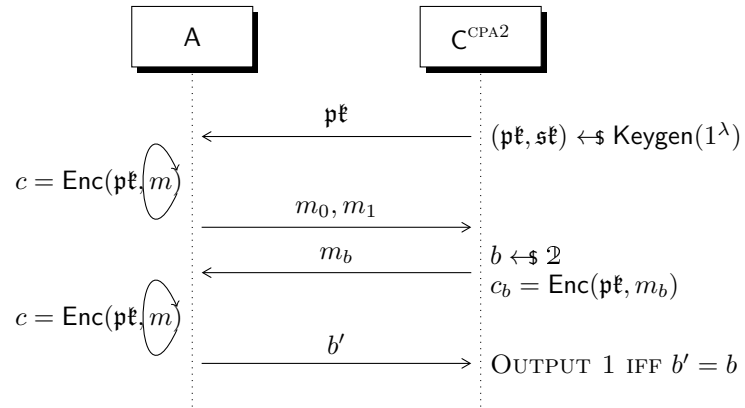 A
C^CPA2
𝔭𝔨
(𝔭𝔨, 𝔰𝔨) ←$ Keygen(1^λ)
c = Enc(𝔭𝔨, m)
m_0, m_1
b ←$ 𝟚
m_b
c_b = Enc(𝔭𝔨, m_b)
c = Enc(𝔭𝔨, m)
b′
OUTPUT 1 IFF b′ = b